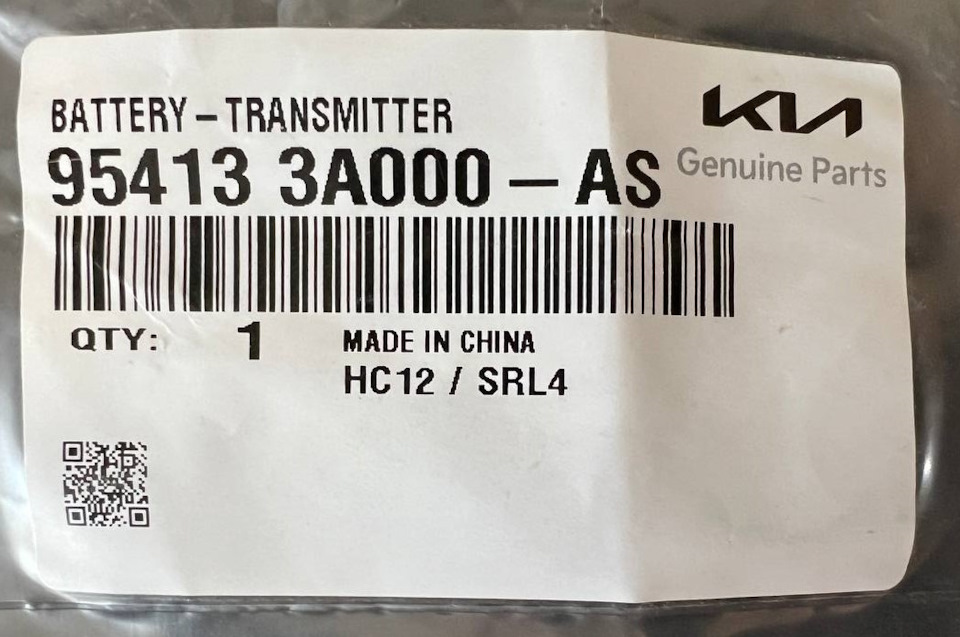 BATTERY-TRANSMITTER
KIA
95413 3A000-AS
Genuine Parts
QTY: 1
MADE IN CHINA
HC12 / SRL4